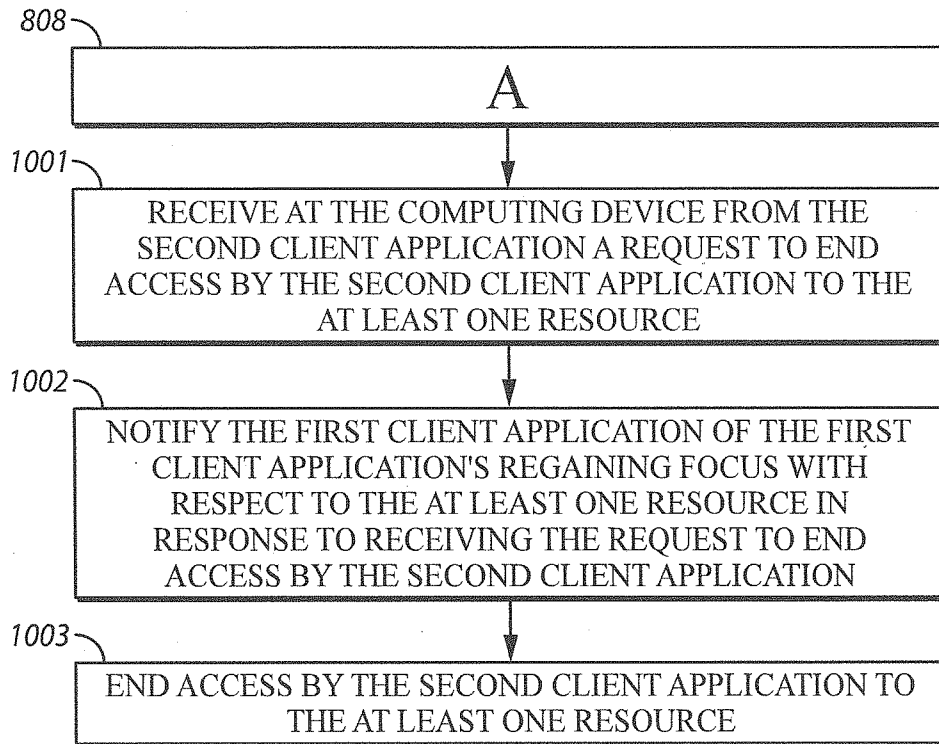 808
A
1001
RECEIVE AT THE COMPUTING DEVICE FROM THE
SECOND CLIENT APPLICATION A REQUEST TO END
ACCESS BY THE SECOND CLIENT APPLICATION TO THE
AT LEAST ONE RESOURCE
1002
NOTIFY THE FIRST CLIENT APPLICATION OF THE FIRST
CLIENT APPLICATION'S REGAINING FOCUS WITH
RESPECT TO THE AT LEAST ONE RESOURCE IN
RESPONSE TO RECEIVING THE REQUEST TO END
ACCESS BY THE SECOND CLIENT APPLICATION
1003
END ACCESS BY THE SECOND CLIENT APPLICATION TO
THE AT LEAST ONE RESOURCE